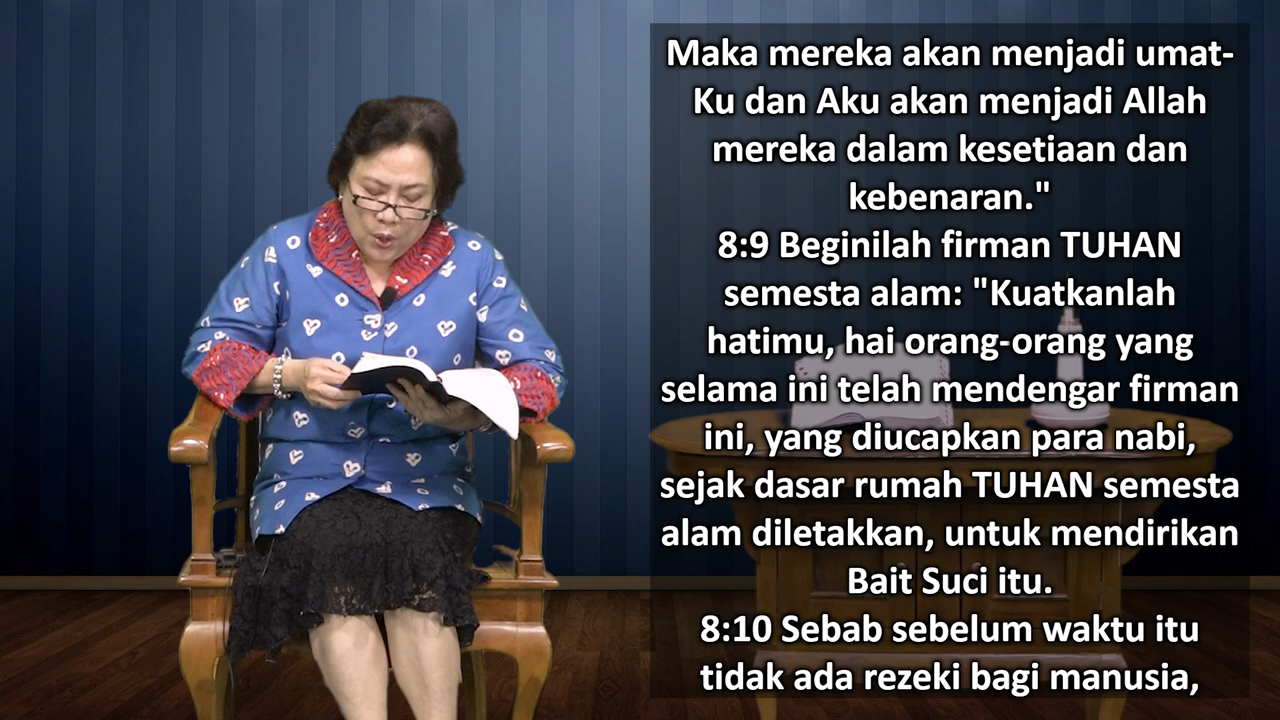 Maka mereka akan menjadi umat-
Ku dan Aku akan menjadi Allah
mereka dalam kesetiaan dan
kebenaran."
8:9 Beginilah firman TUHAN
semesta alam: "Kuatkanlah
hatimu, hai orang-orang yang
selama ini telah mendengar firman
ini, yang diucapkan para nabi,
sejak dasar rumah TUHAN semesta
alam diletakkan, untuk mendirikan
Bait Suci itu.
8:10 Sebab sebelum waktu itu
tidak ada rezeki bagi manusia,